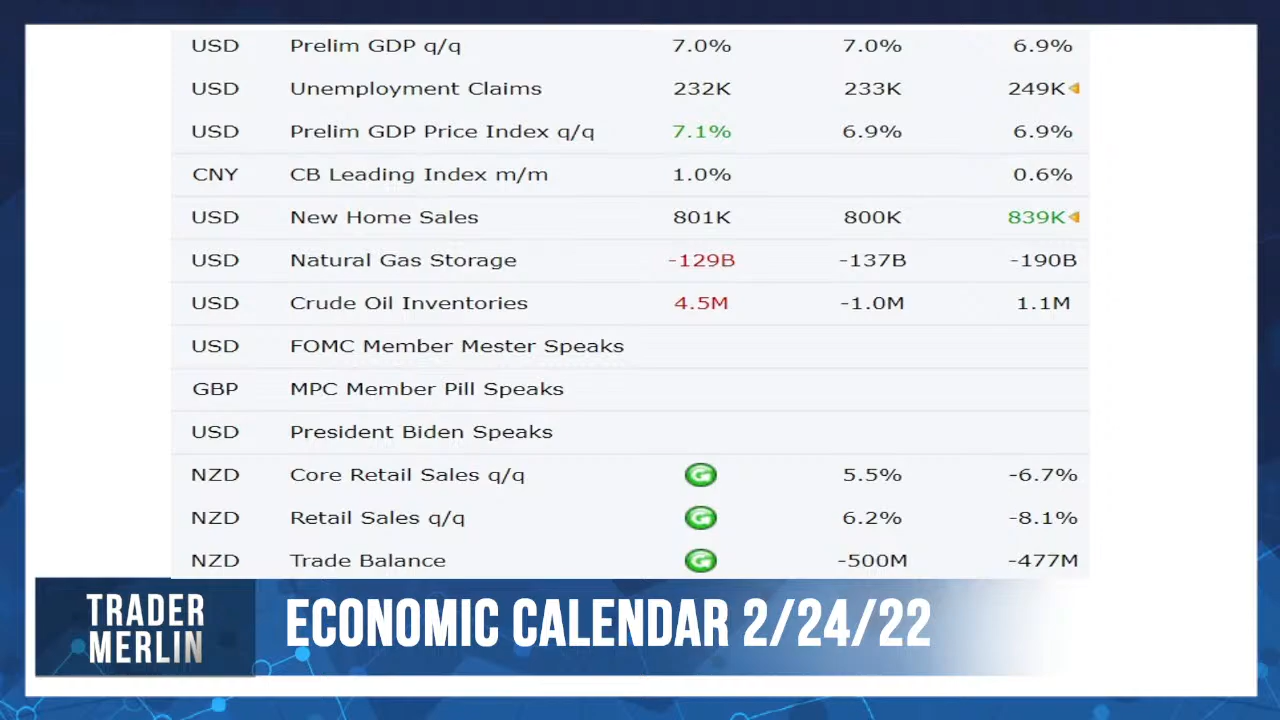 USD Prelim GDP q/q 7.0% 7.0% 6.9%
USD Unemployment Claims 232K 233K 249K
USD Prelim GDP Price Index q/q 7.1% 6.9% 6.9%
CNY CB Leading Index m/m 1.0% 0.6%
USD New Home Sales 801K 800K 839K
USD Natural Gas Storage -129B -137B -190B
USD Crude Oil Inventories 4.5M -1.0M 1.1M
USD FOMC Member Mester Speaks
GBP MPC Member Pill Speaks
USD President Biden Speaks
NZD Core Retail Sales q/q G 5.5% -6.7%
NZD Retail Sales q/q G 6.2% -8.1%
NZD Trade Balance G -500M -477M
TRADER
MERLIN
ECONOMIC CALENDAR 2/24/22